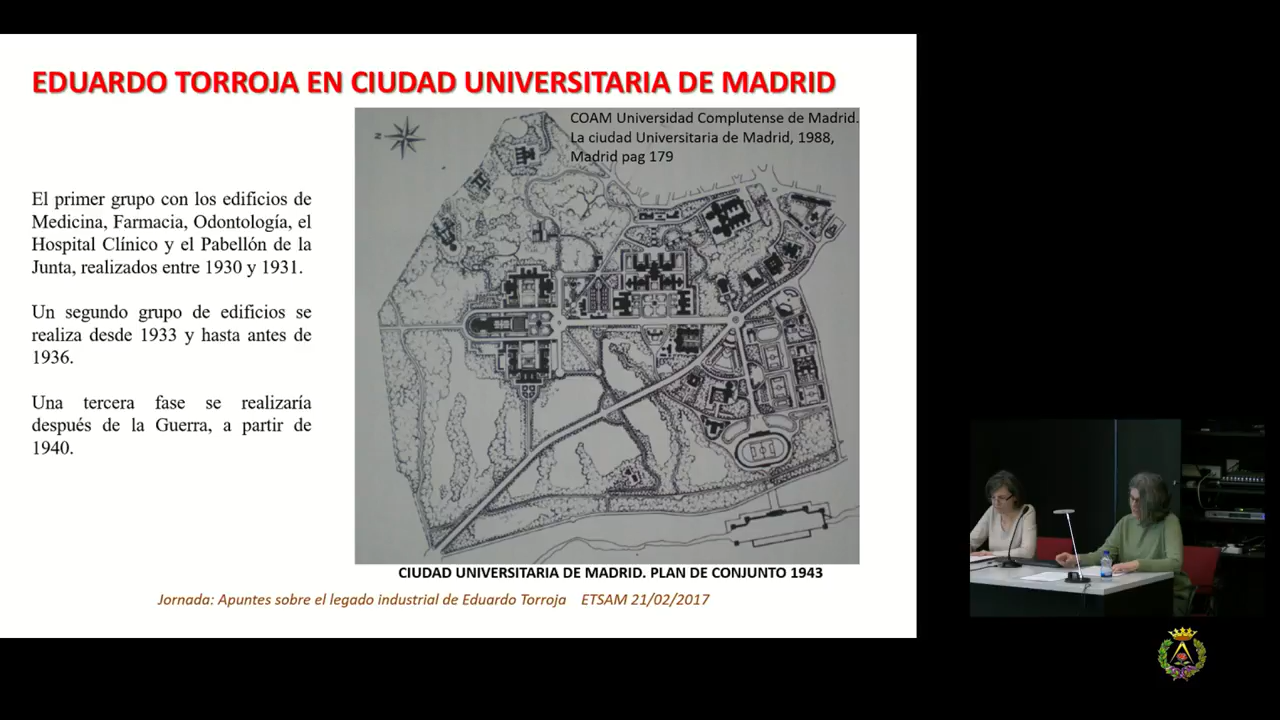 EDUARDO TORROJA EN CIUDAD UNIVERSITARIA DE MADRID
COAM Universidad Complutense de Madrid.
La ciudad Universitaria de Madrid, 1988,
Madrid pag 179
N
El primer grupo con los edificios de
Medicina, Farmacia, Odontología, el
Hospital Clínico y el Pabellón de la
Junta, realizados entre 1930 y 1931.
Un segundo grupo de edificios se
realiza desde 1933 y hasta antes de
1936.
Una tercera fase se realizaría
después de la Guerra, a partir de
1940.
CIUDAD UNIVERSITARIA DE MADRID. PLAN DE CONJUNTO 1943
Jornada: Apuntes sobre el legado industrial de Eduardo Torroja ETSAM 21/02/2017